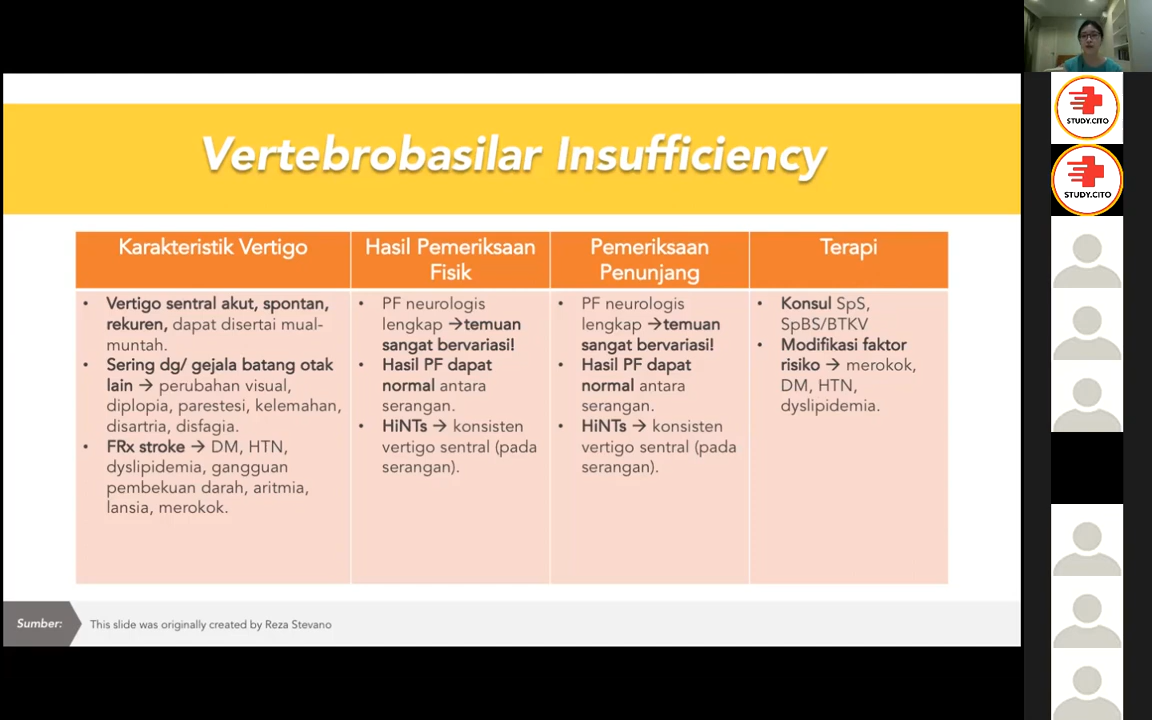 Vertebrobasilar Insufficiency
Karakteristik Vertigo
Hasil Pemeriksaan
Fisik
Pemeriksaan
Penunjang
Terapi
• Vertigo sentral akut, spontan,
rekuren, dapat disertai mual-
muntah.
• Sering dg/ gejala batang otak
lain → perubahan visual,
diplopia, parestesi, kelemahan,
disartria, disfagia.
• FRx stroke → DM, HTN,
dyslipidemia, gangguan
pembekuan darah, aritmia,
lansia, merokok.
• PF neurologis
lengkap →temuan
sangat bervariasi!
• Hasil PF dapat
normal antara
serangan.
• HiNTs → konsisten
vertigo sentral (pada
serangan).
• PF neurologis
lengkap →temuan
sangat bervariasi!
• Hasil PF dapat
normal antara
serangan.
• HiNTs → konsisten
vertigo sentral (pada
serangan).
• Konsul SpS,
SpBS/BTKV
• Modifikasi faktor
risiko → merokok,
DM, HTN,
dyslipidemia.
Sumber:
This slide was originally created by Reza Stevano
STUDY.CITO
STUDY.CITO